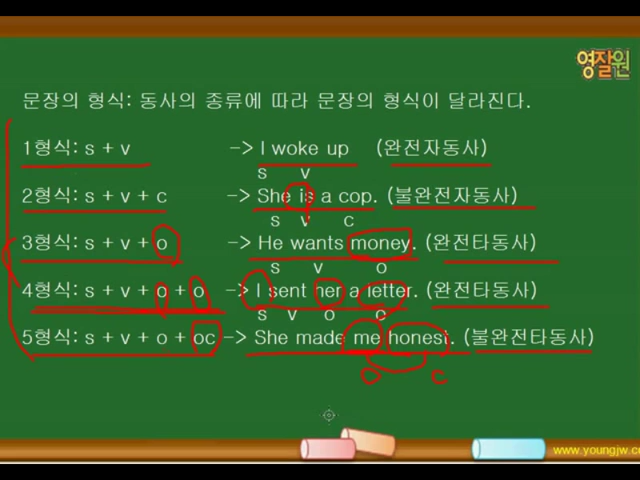 영잘원
문장의 형식: 동사의 종류에 따라 문장의 형식이 달라진다.
1형식: s + v -> I woke up (완전자동사)
s v
2형식: s + v + c -> She is a cop. (불완전자동사)
s v c
3형식: s + v + o -> He wants money. (완전타동사)
s v o
4형식: s + v + o + o -> I sent her a letter. (완전타동사)
s v o o
5형식: s + v + o + oc -> She made me honest. (불완전타동사)
o c